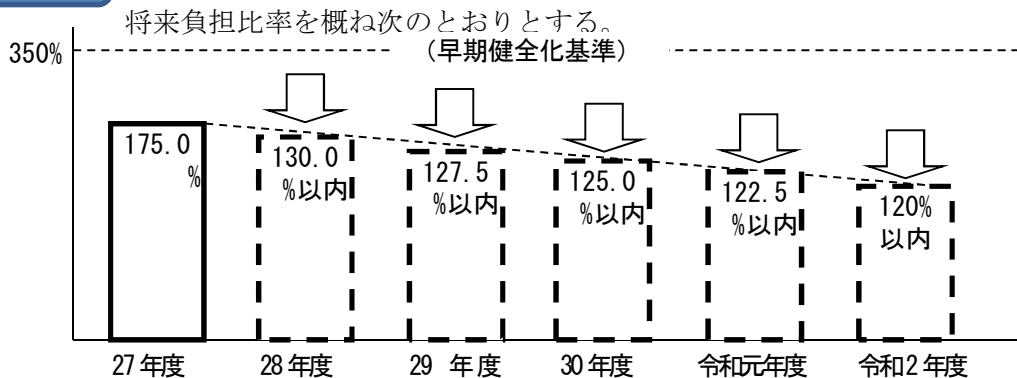 将来負担比率を概ね次のとおりとする。
350%
(早期健全化基準)
175.0
%
130.0
%以内
127.5
%以内
125.0
%以内
122.5
%以内
120%
以内
27年度
28年度
29 年度
30年度
令和元年度
令和2年度